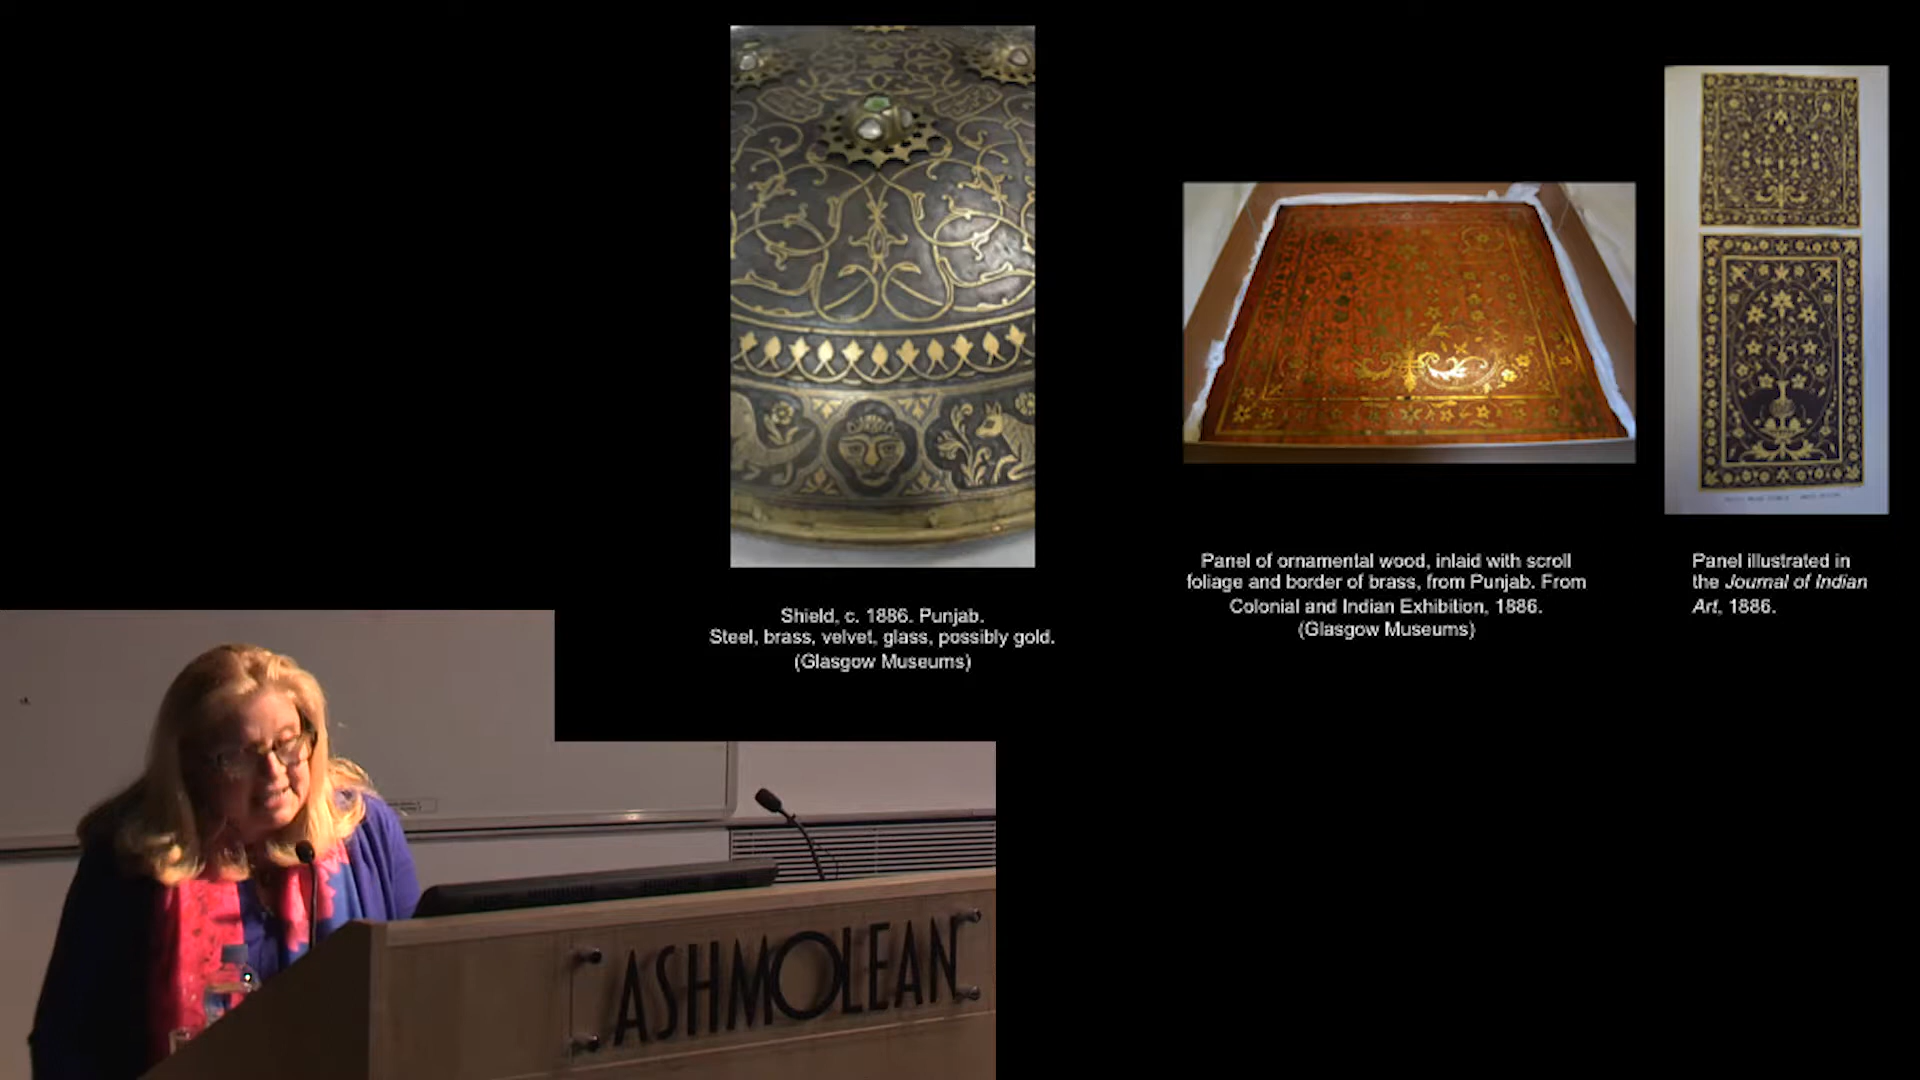 Shield, c. 1886. Punjab.
Steel, brass, velvet, glass, possibly gold.
(Glasgow Museums)
Panel of ornamental wood, inlaid with scroll
foliage and border of brass, from Punjab. From
Colonial and Indian Exhibition, 1886.
(Glasgow Museums)
Panel illustrated in
the Journal of Indian
Art, 1886.
ASHMOLEAN